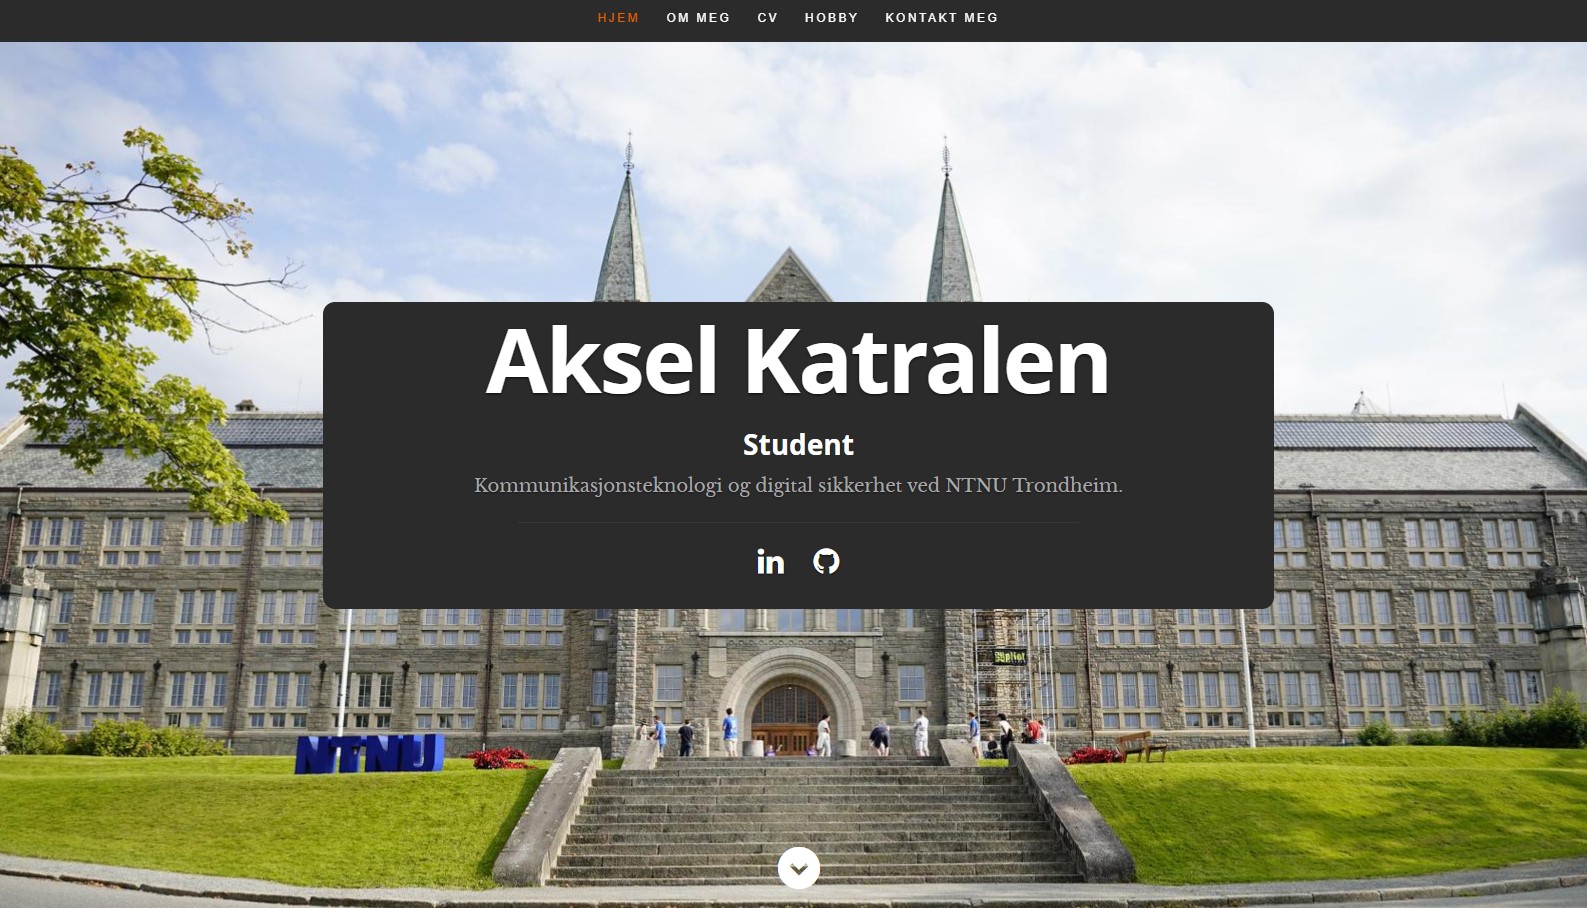 HJEM OM MEG CV HOBBY KONTAKT MEG
Aksel Katralen
Student
Kommunikasjonsteknologi og digital sikkerhet ved NTNU Trondheim.
in
NTNU